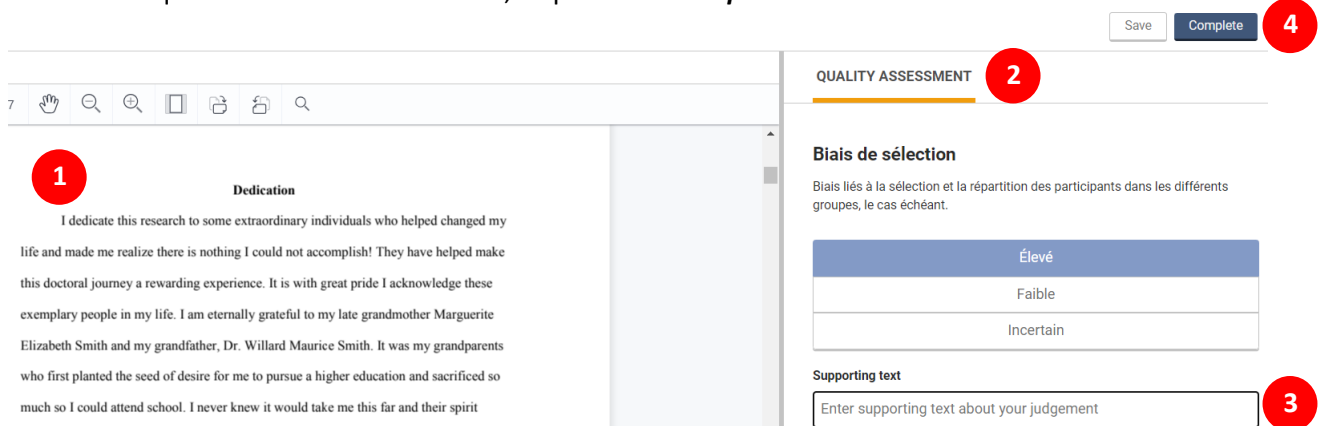 Save
Complete
4
QUALITY ASSESSMENT
2
7
1
Dedication
I dedicate this research to some extraordinary individuals who helped changed my
life and made me realize there is nothing I could not accomplish! They have helped make
this doctoral journey a rewarding experience. It is with great pride I acknowledge these
exemplary people in my life. I am eternally grateful to my late grandmother Marguerite
Elizabeth Smith and my grandfather, Dr. Willard Maurice Smith. It was my grandparents
who first planted the seed of desire for me to pursue a higher education and sacrificed so
much so I could attend school. I never knew it would take me this far and their spirit
Biais de sélection
Biais liés à la sélection et la répartition des participants dans les différents
groupes, le cas échéant.
Élevé
Faible
Incertain
Supporting text
Enter supporting text about your judgement
3